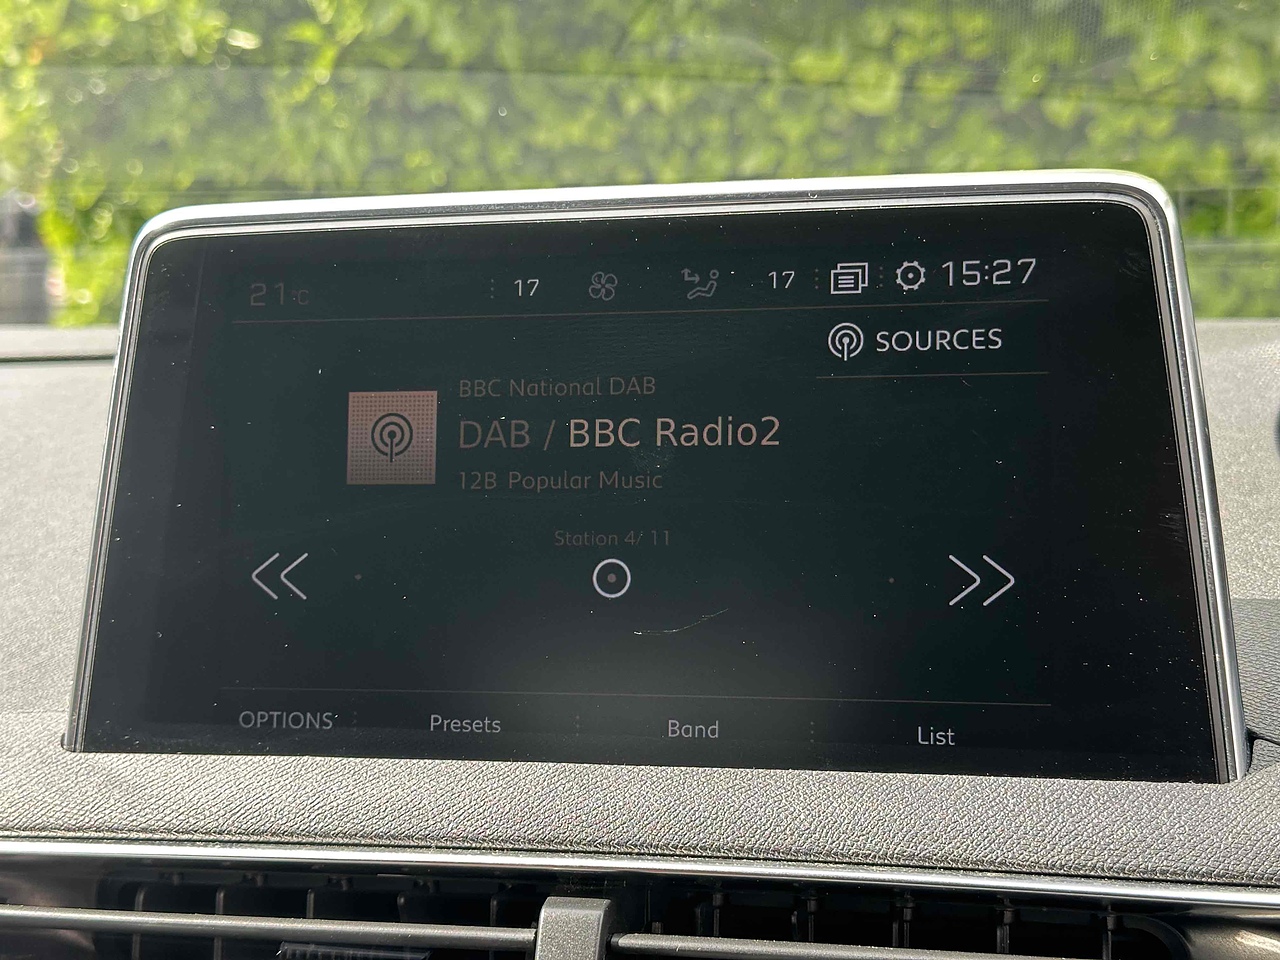 21°C 17 17 15:27
SOURCES
BBC National DAB
DAB / BBC Radio2
12B Popular Music
Station 4/ 11
OPTIONS Presets Band List